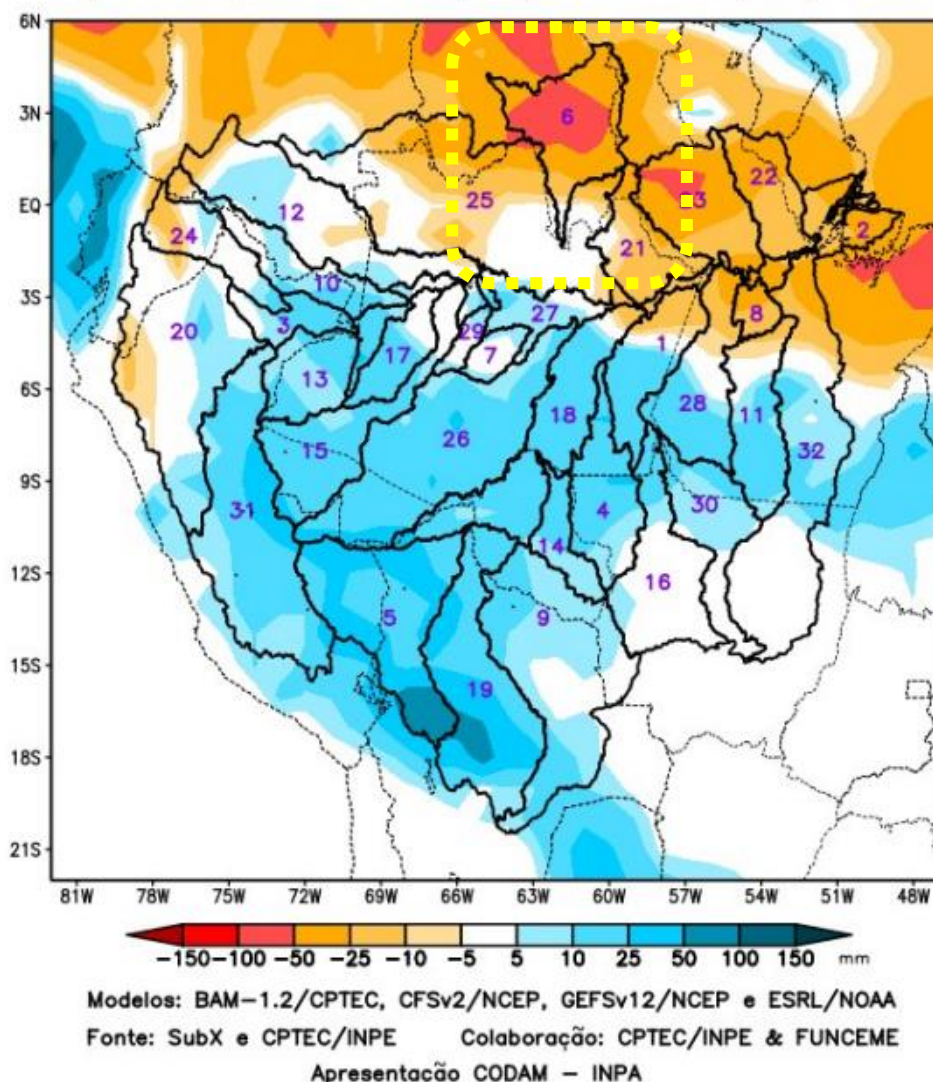 6N
3N
EQ
3S
6S
9S
12S
15S
18S
21S
6
22
23
12
25
2
24
21
10
27
8
20
3
29
1
17
7
13
28
18
11
26
15
32
30
31
4
14
16
5
9
19
81W 78W 75W 72W 69W 66W 63W 60W 57W 54W 51W 48W
-150 -100 -50 -25 -10 -5 5 10 25 50 100 150 mm
Modelos: BAM-1.2/CPTEC, CFSv2/NCEP, GEFSv12/NCEP e ESRL/NOAA
Fonte: SubX e CPTEC/INPE Colaboração: CPTEC/INPE & FUNCEME
Apresentação CODAM - INPA